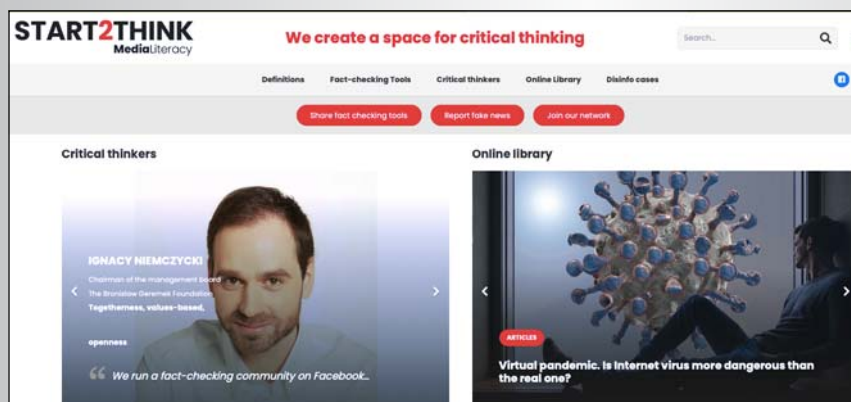 START2THINK
MediaLiteracy
We create a space for critical thinking
Search...
Definitions
Fact-checking Tools
Critical thinkers
Online Library
Disinfo cases
Share fact checking tools
Report fake news
Join our network
Critical thinkers
IGNACY NIEMCZYCKI
Chairman of the management board
The Bronisław Geremek Foundation
Togetherness, values-based,
openness
“ We run a fact-checking community on Facebook...
Online library
ARTICLES
Virtual pandemic. Is Internet virus more dangerous than
the real one?